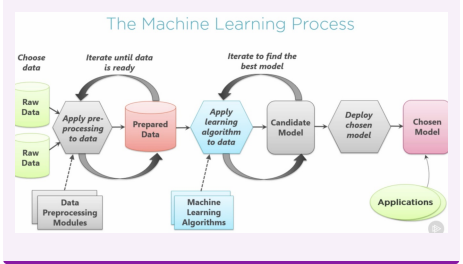 The Machine Learning Process
Choose
data
Iterate until data
is ready
Iterate to find the
best model
Raw
Data
Raw
Data
Apply pre-
processing
to data
Prepared
Data
Apply
learning
algorithm
to data
Candidate
Model
Deploy
chosen
model
Chosen
Model
Data
Preprocessing
Modules
Machine
Learning
Algorithms
Applications